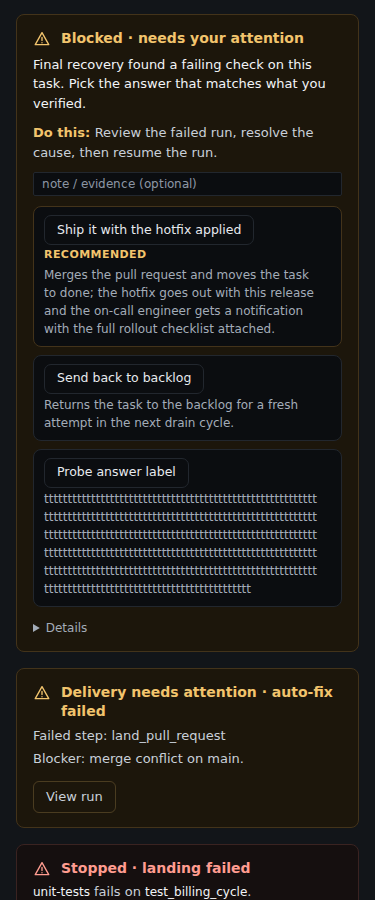 Blocked · needs your attention
Final recovery found a failing check on this
task. Pick the answer that matches what you
verified.
Do this: Review the failed run, resolve the
cause, then resume the run.
note / evidence (optional)
Ship it with the hotfix applied
RECOMMENDED
Merges the pull request and moves the task
to done; the hotfix goes out with this release
and the on-call engineer gets a notification
with the full rollout checklist attached.
Send back to backlog
Returns the task to the backlog for a fresh
attempt in the next drain cycle.
Probe answer label
tttttttttttttttttttttttttttttttttttttttttttttttttttttttttt
tttttttttttttttttttttttttttttttttttttttttttttttttttttttttt
tttttttttttttttttttttttttttttttttttttttttttttttttttttttttt
tttttttttttttttttttttttttttttttttttttttttttttttttttttttttt
tttttttttttttttttttttttttttttttttttttttttttttttttttttttttt
tttttttttttttttttttttttttttttttttttttttttttt
Details
Delivery needs attention · auto-fix
failed
Failed step: land_pull_request
Blocker: merge conflict on main.
View run
Stopped · landing failed
unit-tests fails on test_billing_cycle.